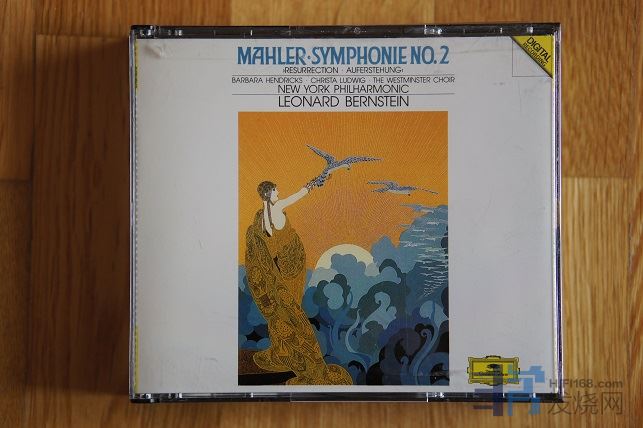 MAHLER·SYMPHONIE NO. 2
›RESURRECTION · AUFERSTEHUNG‹
BARBARA HENDRICKS · CHRISTA LUDWIG · THE WESTMINSTER CHOIR
NEW YORK PHILHARMONIC
LEONARD BERNSTEIN
DIGITAL
RECORDING
HiFi168.com
发烧网